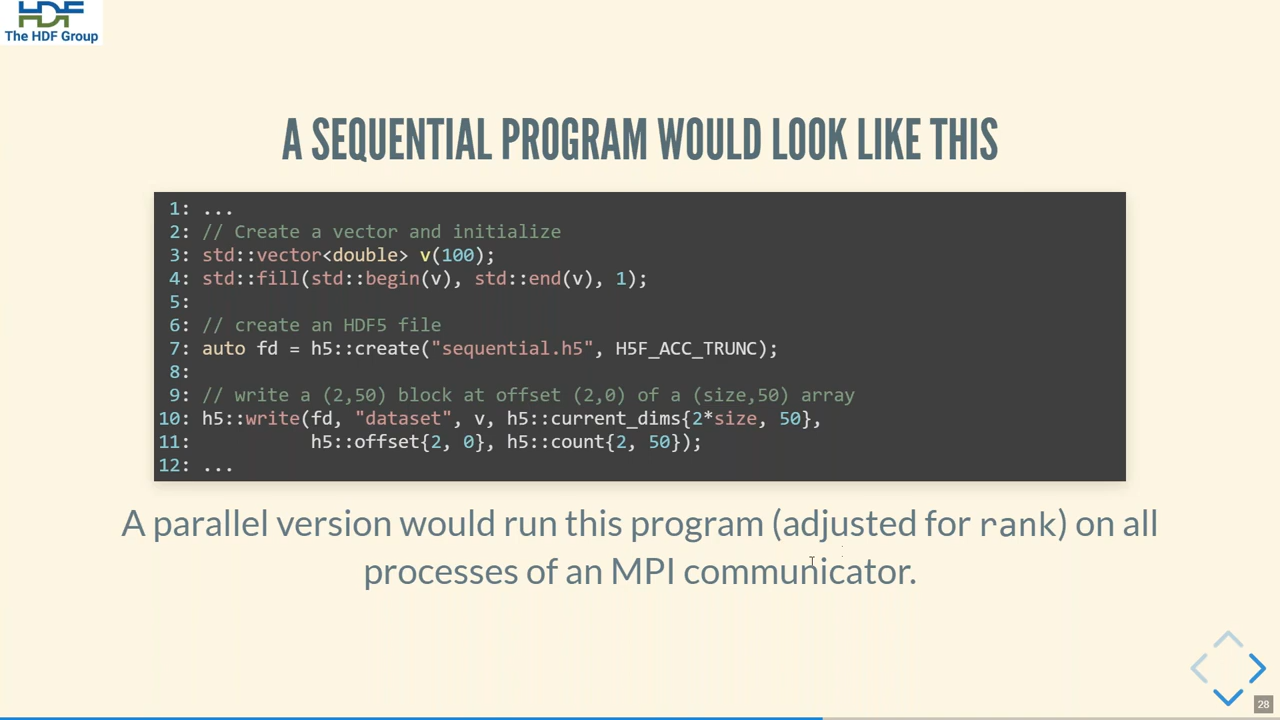 HDF
The HDF Group
A SEQUENTIAL PROGRAM WOULD LOOK LIKE THIS
1: ...
2: // Create a vector and initialize
3: std::vector<double> v(100);
4: std::fill(std::begin(v), std::end(v), 1);
5:
6: // create an HDF5 file
7: auto fd = h5::create("sequential.h5", H5F_ACC_TRUNC);
8:
9: // write a (2,50) block at offset (2,0) of a (size,50) array
10: h5::write(fd, "dataset", v, h5::current_dims{2*size, 50},
11:           h5::offset{2, 0}, h5::count{2, 50});
12: ...
A parallel version would run this program (adjusted for rank) on all
processes of an MPI communicator.
28